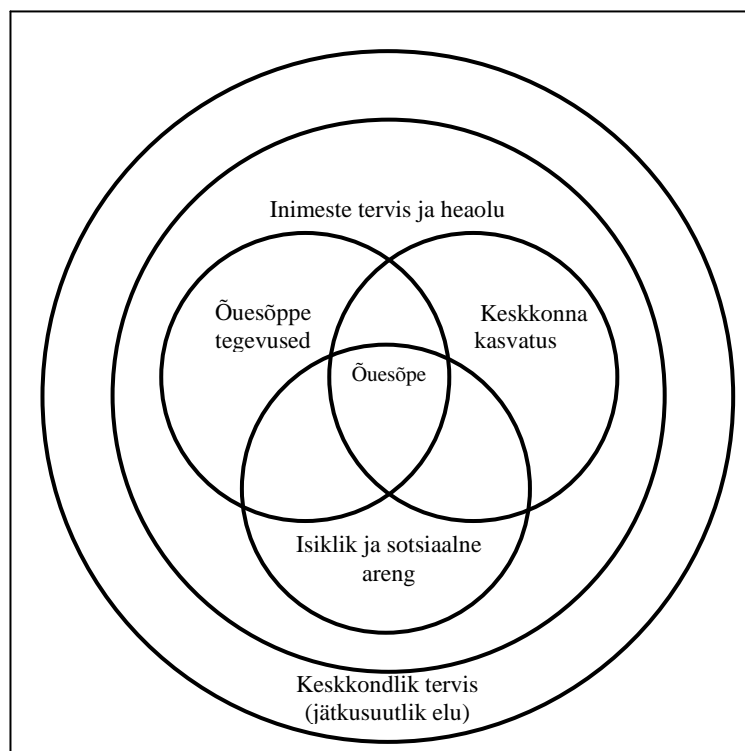 Inimeste tervis ja heaolu
Õuesõppe
tegevused
Keskkonna
kasvatus
Õuesõpe
Isiklik ja sotsiaalne
areng
Keskkondlik tervis
(jätkusuutlik elu)